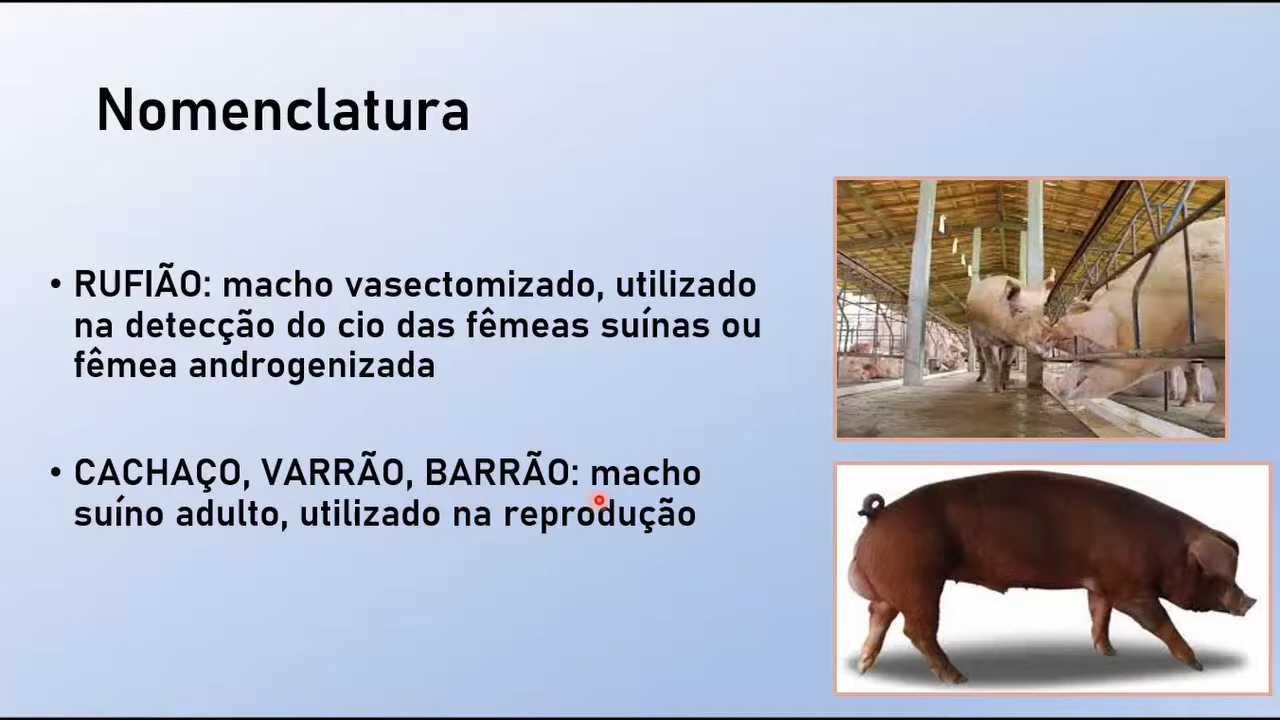 Nomenclatura
• RUFIÃO: macho vasectomizado, utilizado
na detecção do cio das fêmeas suínas ou
fêmea androgenizada
• CACHAÇO, VARRÃO, BARRÃO: macho
suíno adulto, utilizado na reprodução